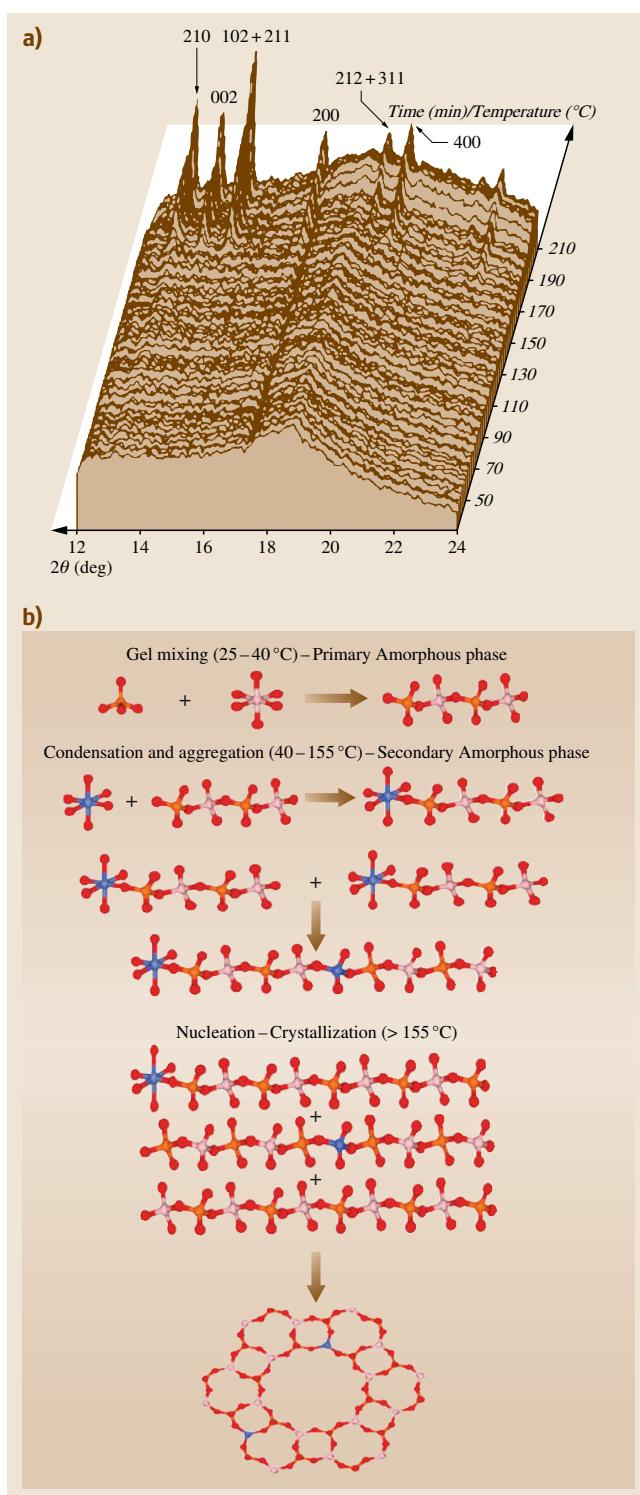 a)
210
102 + 211
002
212 + 311
200
Time (min)/Temperature (°C)
400
210
190
170
150
130
110
90
70
50
12 14 16 18 20 22 24
2θ (deg)
b)
Gel mixing (25 – 40 °C) – Primary Amorphous phase
+
Condensation and aggregation (40 – 155 °C) – Secondary Amorphous phase
+
+
Nucleation – Crystallization (> 155 °C)
+
+